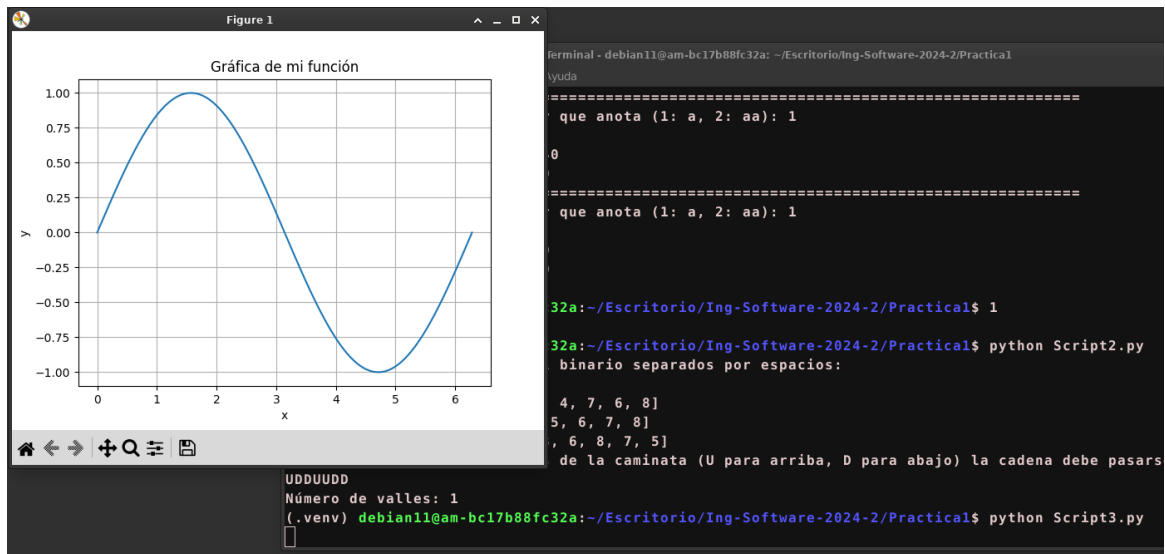 Figure 1
Gráfica de mi función
1.00
0.75
0.50
0.25
0.00
−0.25
−0.50
−0.75
−1.00
y
0 1 2 3 4 5 6
x
Terminal - debian11@am-bc17b88fc32a: ~/Escritorio/Ing-Software-2024-2/Practica1
Ayuda
=========================================================
que anota (1: a, 2: aa): 1
=========================================================
que anota (1: a, 2: aa): 1
32a:~/Escritorio/Ing-Software-2024-2/Practica1$ 1
32a:~/Escritorio/Ing-Software-2024-2/Practica1$ python Script2.py
binario separados por espacios:
4, 7, 6, 8]
5, 6, 7, 8]
, 6, 8, 7, 5]
de la caminata (U para arriba, D para abajo) la cadena debe pasars
UDDUUDD
Número de valles: 1
(.venv) debian11@am-bc17b88fc32a:~/Escritorio/Ing-Software-2024-2/Practica1$ python Script3.py